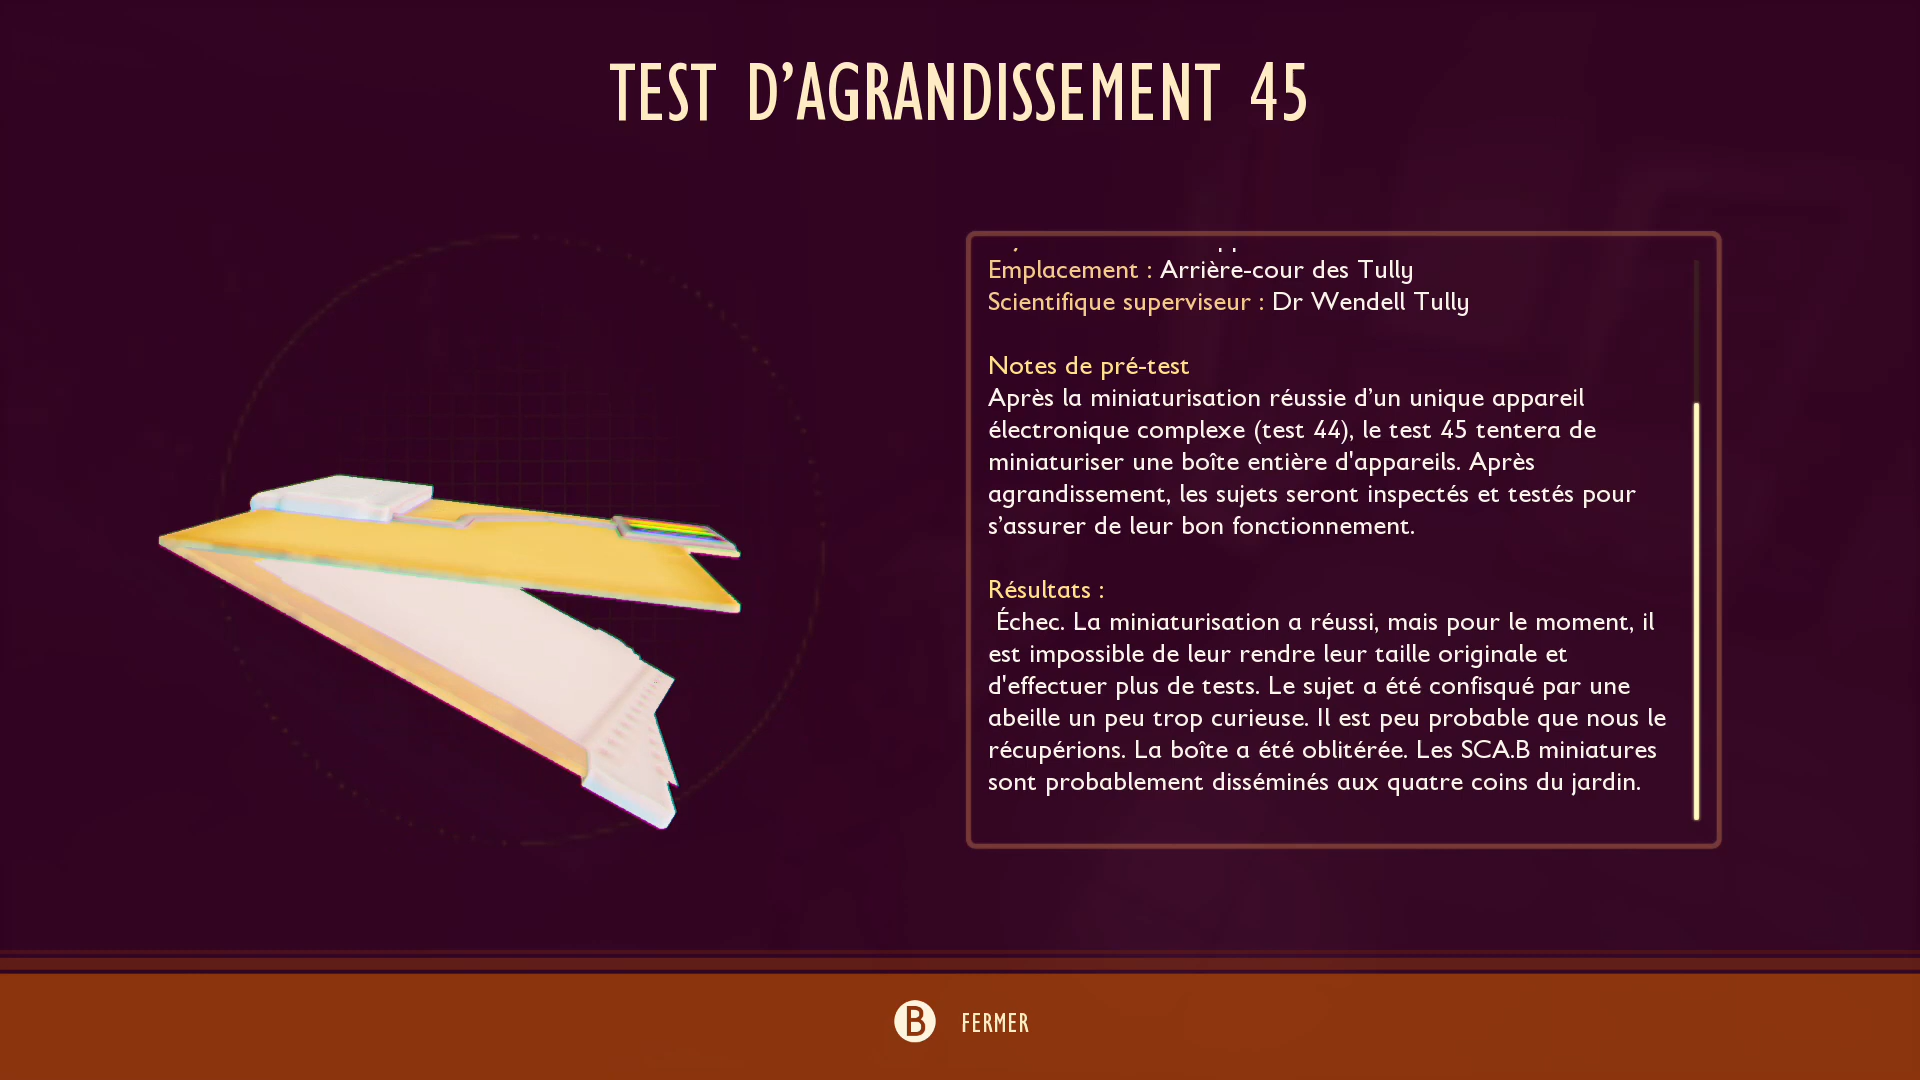 TEST D’AGRANDISSEMENT 45
Emplacement : Arrière-cour des Tully
Scientifique superviseur : Dr Wendell Tully
Notes de pré-test
Après la miniaturisation réussie d’un unique appareil
électronique complexe (test 44), le test 45 tentera de
miniaturiser une boîte entière d'appareils. Après
agrandissement, les sujets seront inspectés et testés pour
s’assurer de leur bon fonctionnement.
Résultats :
Échec. La miniaturisation a réussi, mais pour le moment, il
est impossible de leur rendre leur taille originale et
d'effectuer plus de tests. Le sujet a été confisqué par une
abeille un peu trop curieuse. Il est peu probable que nous le
récupérions. La boîte a été oblitérée. Les SCA.B miniatures
sont probablement disséminés aux quatre coins du jardin.
B FERMER